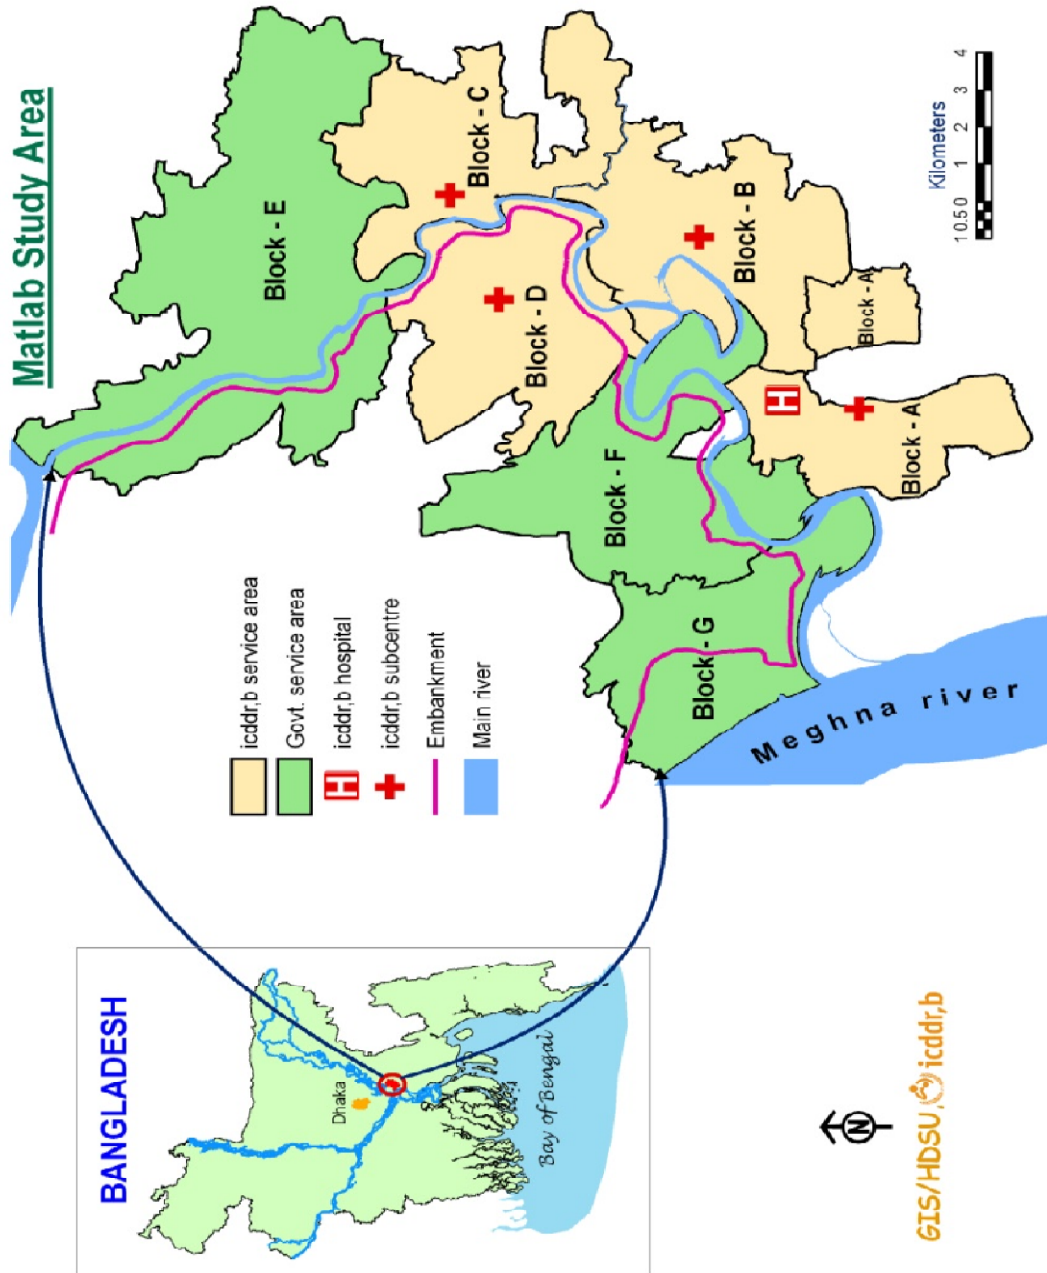 Matlab Study Area
BANGLADESH
Dhaka
Bay of Bengal
icddr,b service area
Govt. service area
icddr,b hospital
icddr,b subcentre
Embankment
Main river
H
Block - E
Block - C
Block - D
Block - B
Block - A
Block - A
H
Block - F
Block - G
Meghna river
Kilometers
1 0.5 0 1 2 3 4
N
GIS/HDSU, icddr,b